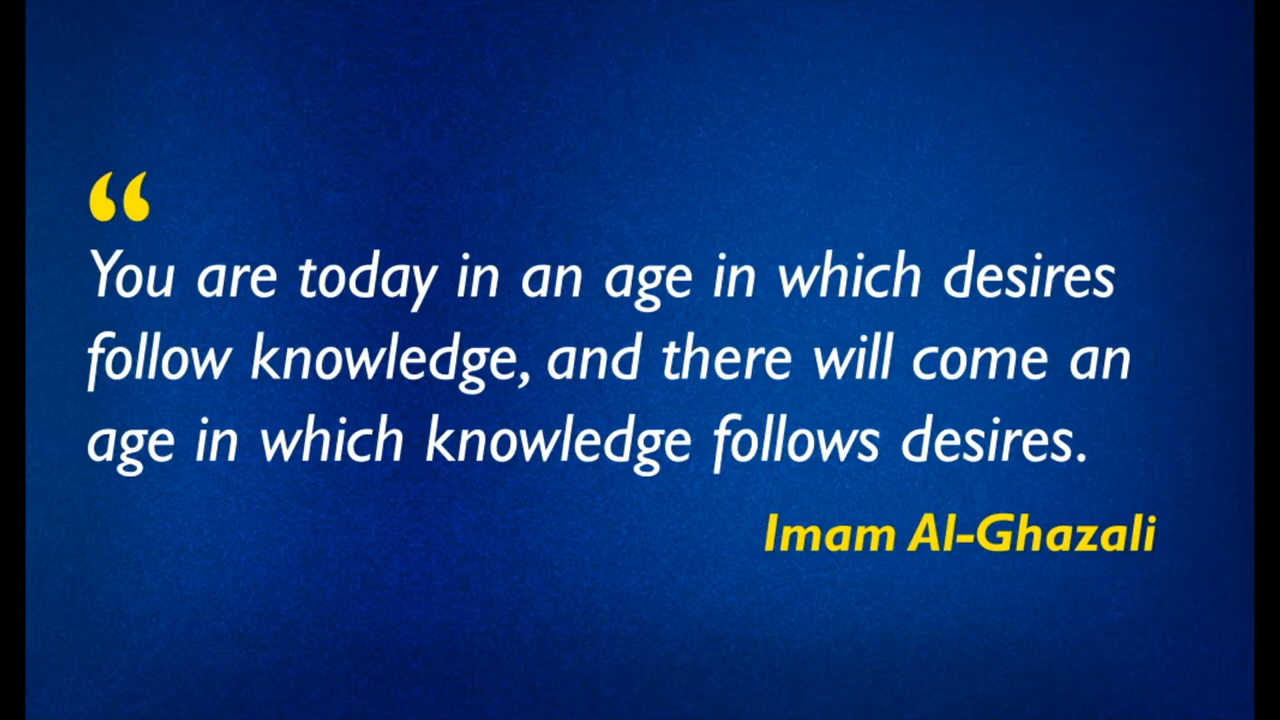 “
You are today in an age in which desires
follow knowledge, and there will come an
age in which knowledge follows desires.
Imam Al-Ghazali